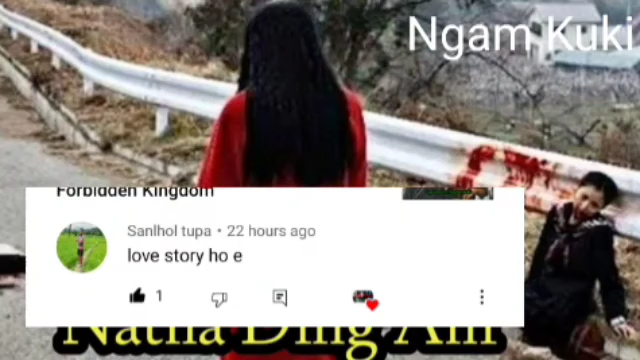 Ngam Kuki
Forbidden Kingdom
Sanlhol tupa • 22 hours ago
love story ho e
1